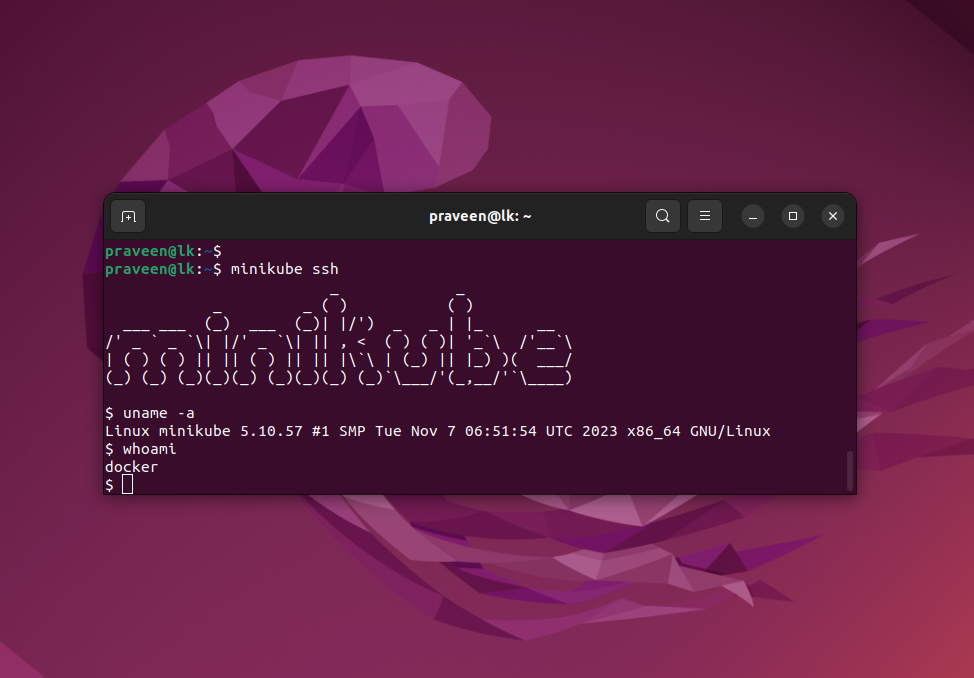 praveen@lk: ~
praveen@lk:~$
praveen@lk:~$ minikube ssh
                         _             _
            _         _ ( )           ( )
  ___ ___  (_)  ___  (_)| |/')  _   _ | |_      __
/' _ ` _ `\| |/' _ `\| || , <  ( ) ( )| '_`\  /'__`\
| ( ) ( ) || || ( ) || || |\`\ | (_) || |_) )(  ___/
(_) (_) (_)(_)(_) (_)(_)(_) (_)`\___/'(_,__/'`\____)
$ uname -a
Linux minikube 5.10.57 #1 SMP Tue Nov 7 06:51:54 UTC 2023 x86_64 GNU/Linux
$ whoami
docker
$